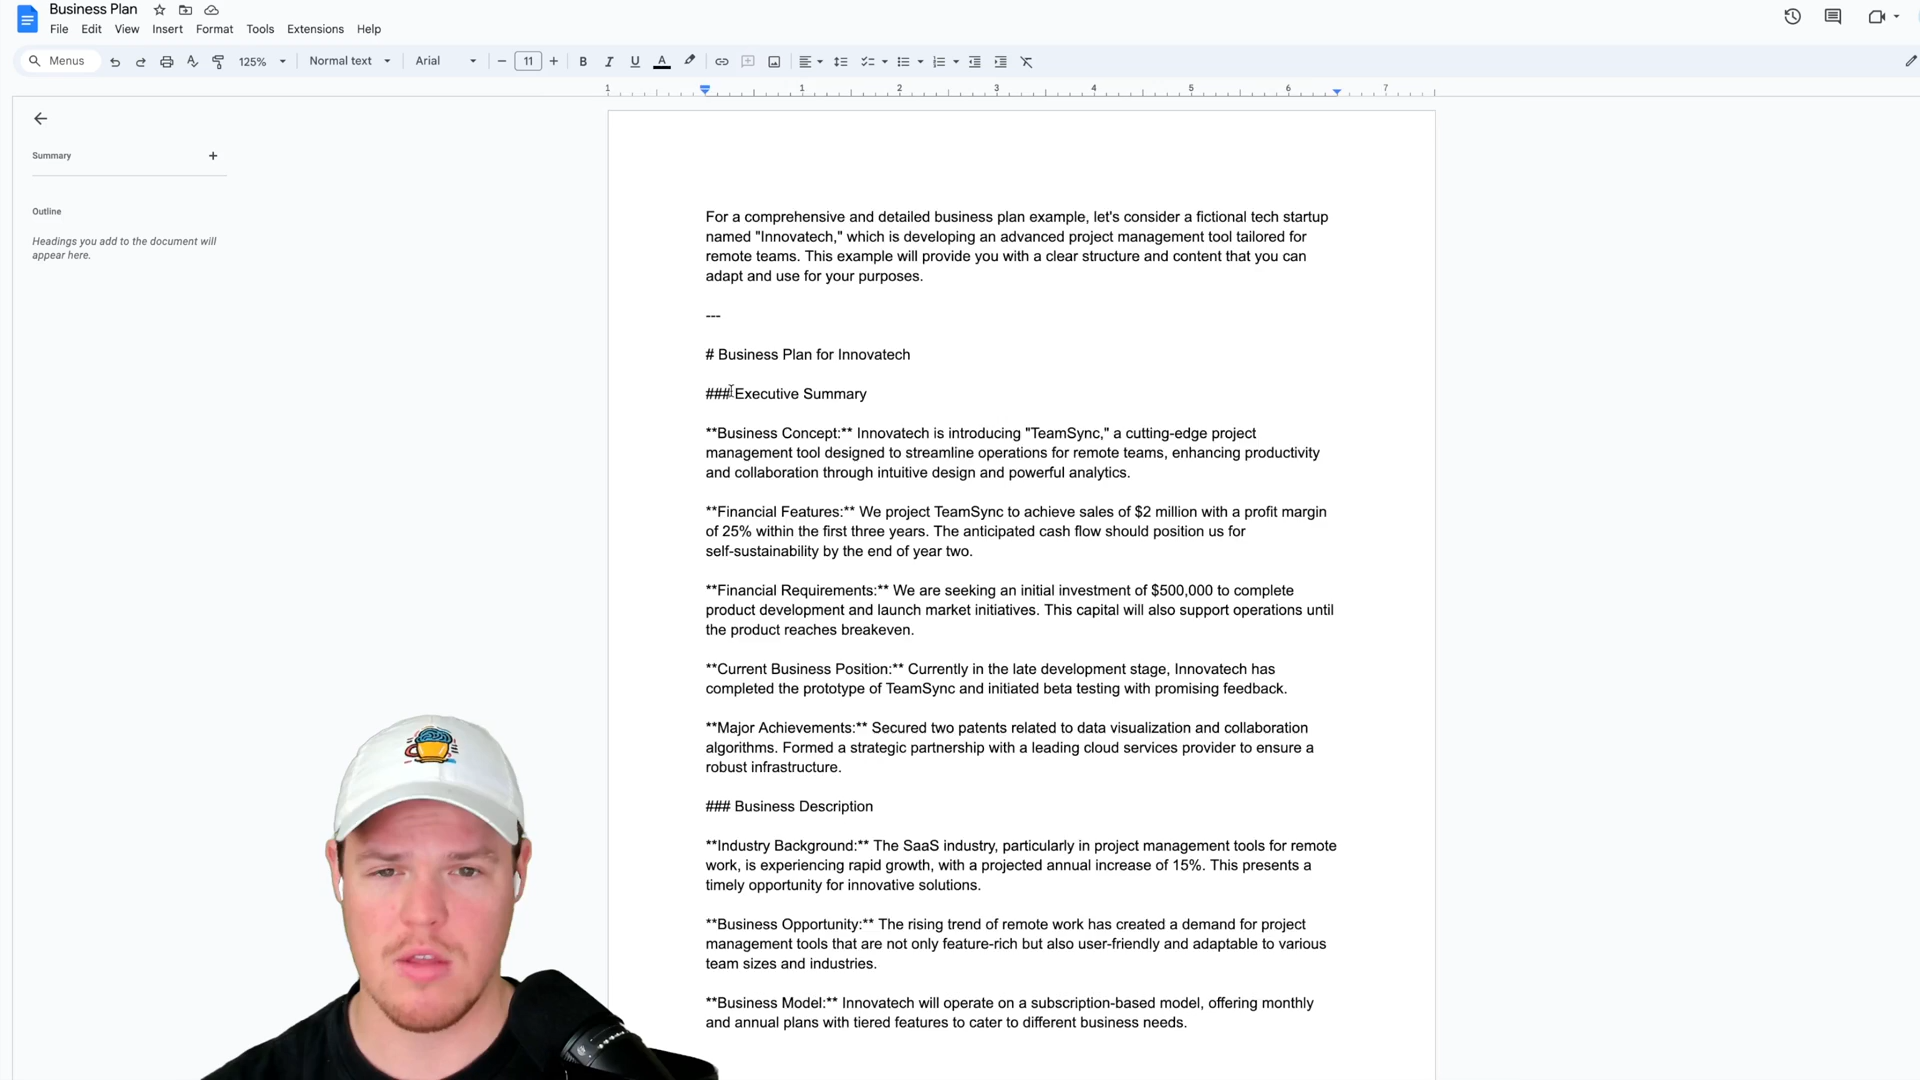 Business Plan
File Edit View Insert Format Tools Extensions Help
Menus 125% Normal text Arial 11 B I U A
1 1 2 3 4 5 6 7
Summary
Outline
Headings you add to the document will
appear here.
For a comprehensive and detailed business plan example, let's consider a fictional tech startup
named "Innovatech," which is developing an advanced project management tool tailored for
remote teams. This example will provide you with a clear structure and content that you can
adapt and use for your purposes.
---
# Business Plan for Innovatech
### Executive Summary
**Business Concept:** Innovatech is introducing "TeamSync," a cutting-edge project
management tool designed to streamline operations for remote teams, enhancing productivity
and collaboration through intuitive design and powerful analytics.
**Financial Features:** We project TeamSync to achieve sales of $2 million with a profit margin
of 25% within the first three years. The anticipated cash flow should position us for
self-sustainability by the end of year two.
**Financial Requirements:** We are seeking an initial investment of $500,000 to complete
product development and launch market initiatives. This capital will also support operations until
the product reaches breakeven.
**Current Business Position:** Currently in the late development stage, Innovatech has
completed the prototype of TeamSync and initiated beta testing with promising feedback.
**Major Achievements:** Secured two patents related to data visualization and collaboration
algorithms. Formed a strategic partnership with a leading cloud services provider to ensure a
robust infrastructure.
### Business Description
**Industry Background:** The SaaS industry, particularly in project management tools for remote
work, is experiencing rapid growth, with a projected annual increase of 15%. This presents a
timely opportunity for innovative solutions.
**Business Opportunity:** The rising trend of remote work has created a demand for project
management tools that are not only feature-rich but also user-friendly and adaptable to various
team sizes and industries.
**Business Model:** Innovatech will operate on a subscription-based model, offering monthly
and annual plans with tiered features to cater to different business needs.